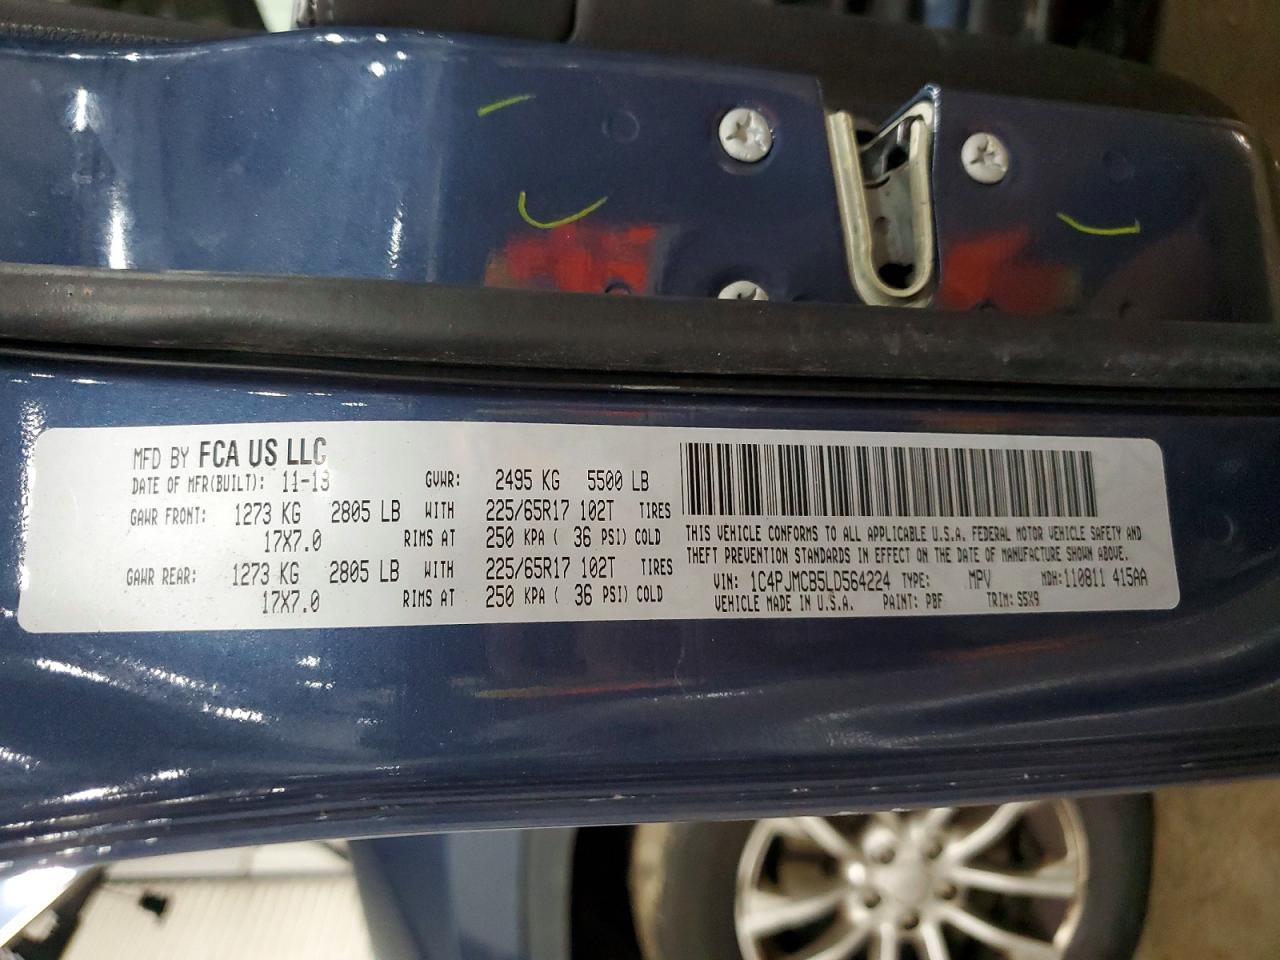 MFD BY FCA US LLC
DATE OF MFR(BUILT): 11-19 GVWR: 2495 KG 5500 LB
GAWR FRONT: 1273 KG 2805 LB WITH 225/65R17 102T TIRES
17X7.0 RIMS AT 250 KPA ( 36 PSI) COLD
GAWR REAR: 1273 KG 2805 LB WITH 225/65R17 102T TIRES
17X7.0 RIMS AT 250 KPA ( 36 PSI) COLD
THIS VEHICLE CONFORMS TO ALL APPLICABLE U.S.A. FEDERAL MOTOR VEHICLE SAFETY AND
THEFT PREVENTION STANDARDS IN EFFECT ON THE DATE OF MANUFACTURE SHOWN ABOVE.
VIN: 1C4PJMCB5LD564224 TYPE: MPV MDH:110811 415AA
VEHICLE MADE IN U.S.A. PAINT: PBF TRIM: S5X9